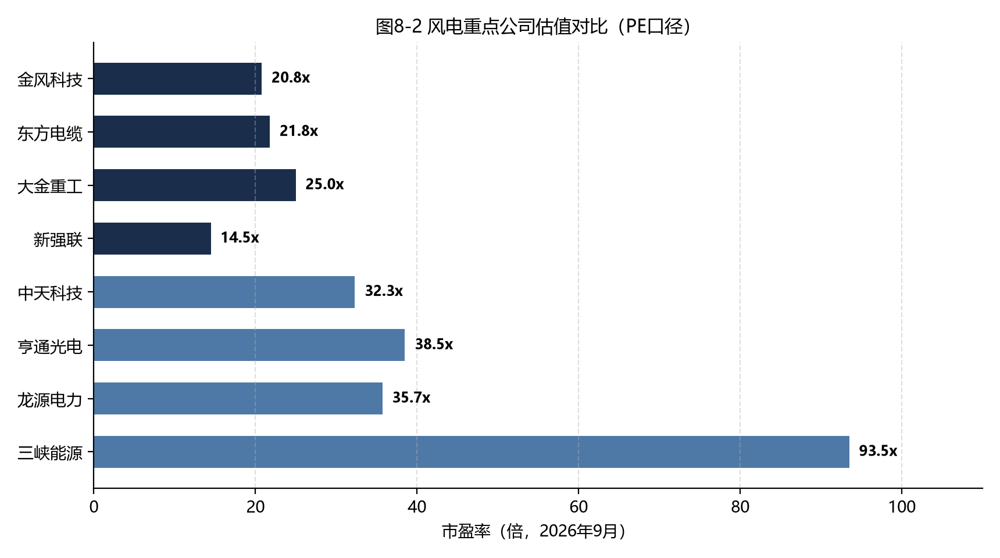 图8-2 风电重点公司估值对比（PE口径）
金风科技 20.8x
东方电缆 21.8x
大金重工 25.0x
新强联 14.5x
中天科技 32.3x
亨通光电 38.5x
龙源电力 35.7x
三峡能源 93.5x
0 20 40 60 80 100
市盈率（倍，2026年9月）